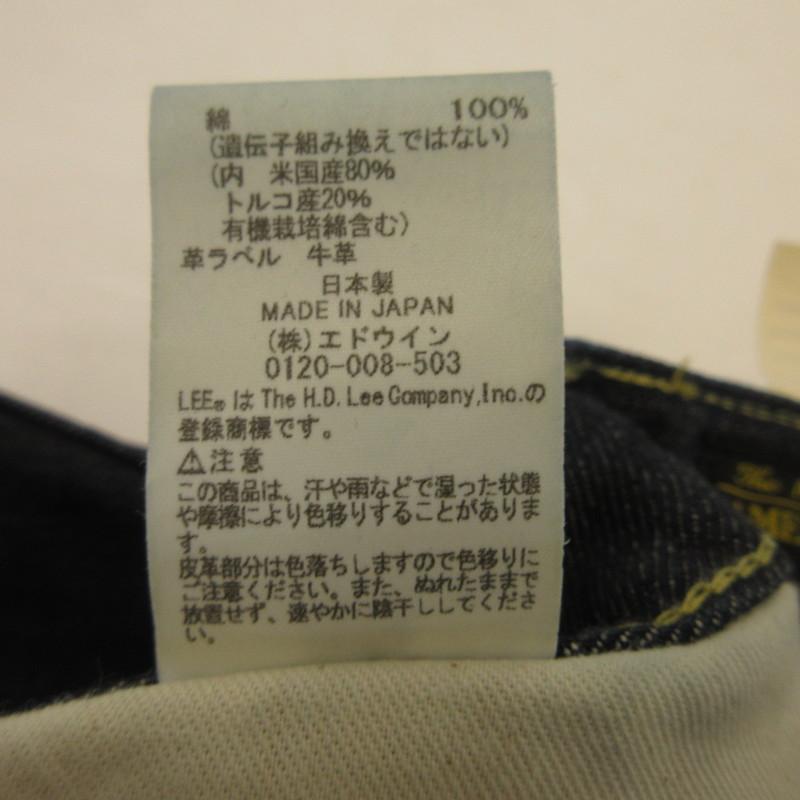 綿 100%
(遺伝子組み換えではない)
(内 米国産80%
トルコ産20%
有機栽培綿含む)
革ラベル 牛革
日本製
MADE IN JAPAN
(株)エドウイン
0120-008-503
LEE®は The H.D. Lee Company,Inc.の
登録商標です。
⚠注意
この商品は、汗や雨などで湿った状態
や摩擦により色移りすることがありま
す。
皮革部分は色落ちしますので色移りに
ご注意ください。また、ぬれたままで
放置せず、速やかに陰干ししてくださ
い。
The